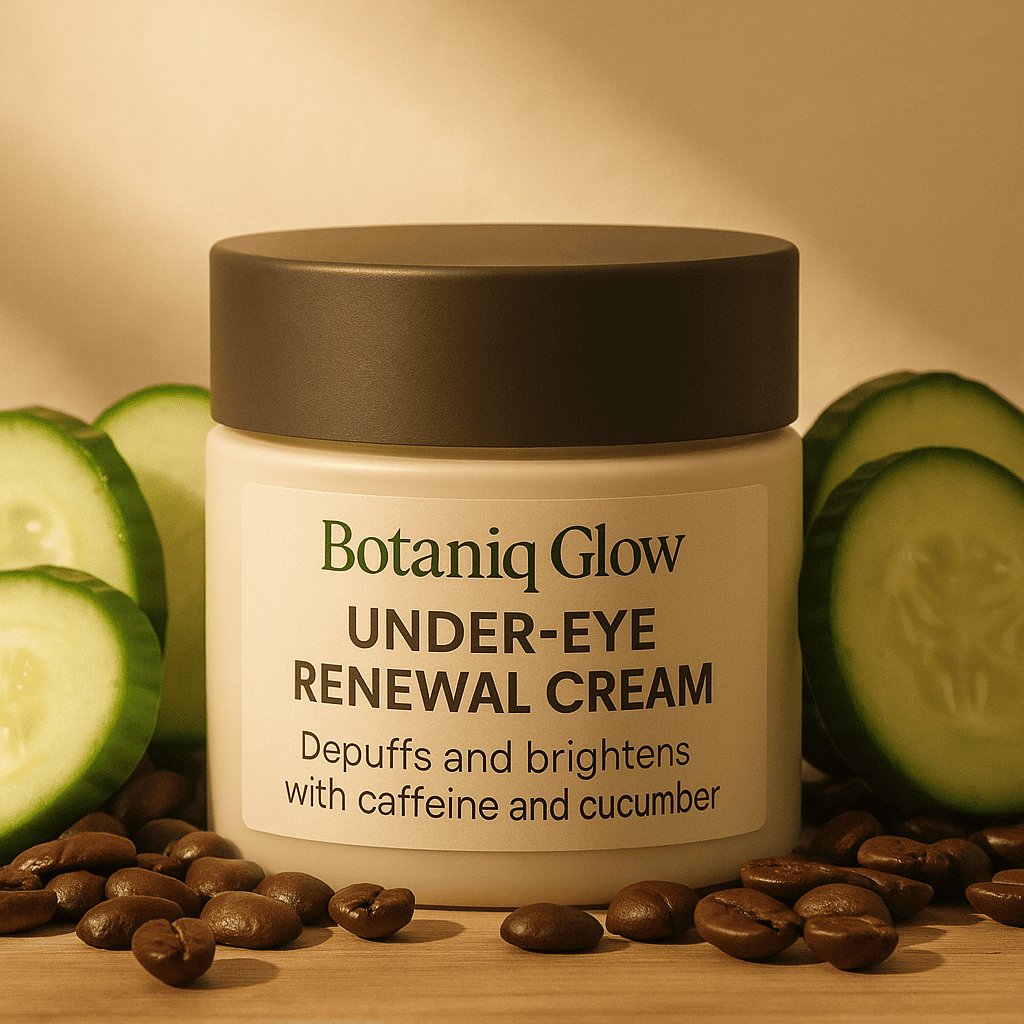 Botaniq Glow
UNDER-EYE
RENEWAL CREAM
Depuffs and brightens
with caffeine and cucumber